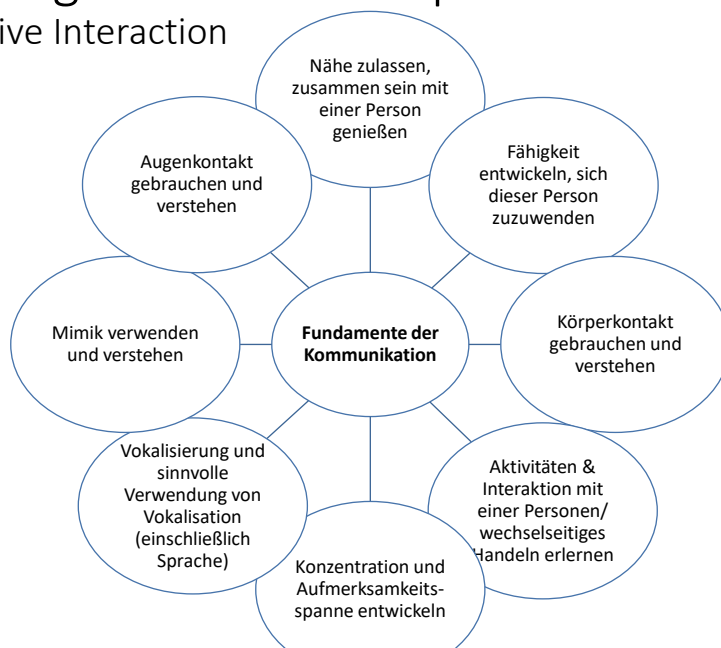 ive Interaction
Nähe zulassen,
zusammen sein mit
einer Person
genießen
Fähigkeit
entwickeln, sich
dieser Person
zuzuwenden
Körperkontakt
gebrauchen und
verstehen
Aktivitäten &
Interaktion mit
einer Personen/
wechselseitiges
Handeln erlernen
Konzentration und
Aufmerksamkeits-
spanne entwickeln
Vokalisierung und
sinnvolle
Verwendung von
Vokalisation
(einschließlich
Sprache)
Mimik verwenden
und verstehen
Augenkontakt
gebrauchen und
verstehen
Fundamente der
Kommunikation